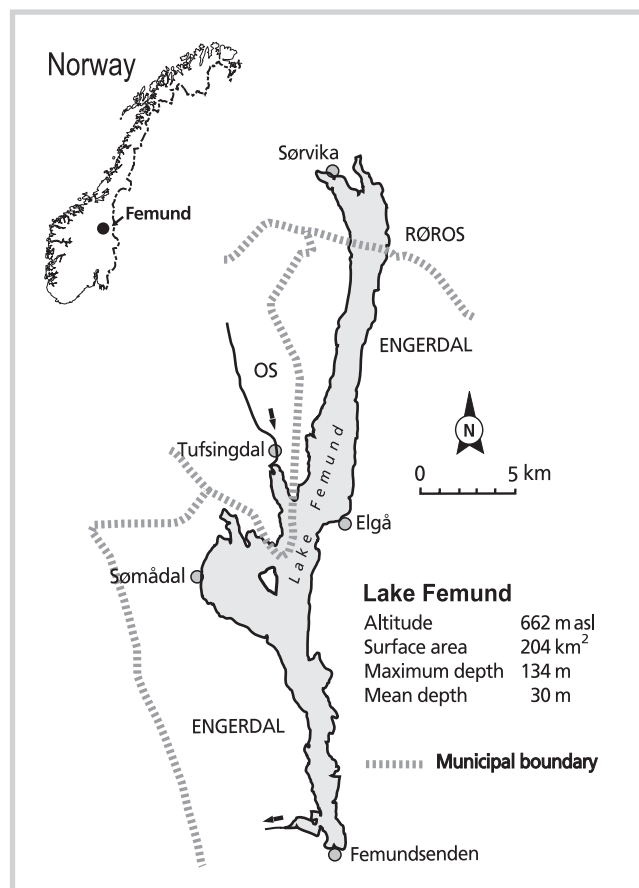 Norway
Femund
Sørvika
RØROS
ENGERDAL
OS
N
Tufsingdal
0 5 km
Lake Femund
Elgå
Sømådal
Lake Femund
Altitude 662 m asl
Surface area 204 km²
Maximum depth 134 m
Mean depth 30 m
ENGERDAL
Municipal boundary
Femundsenden